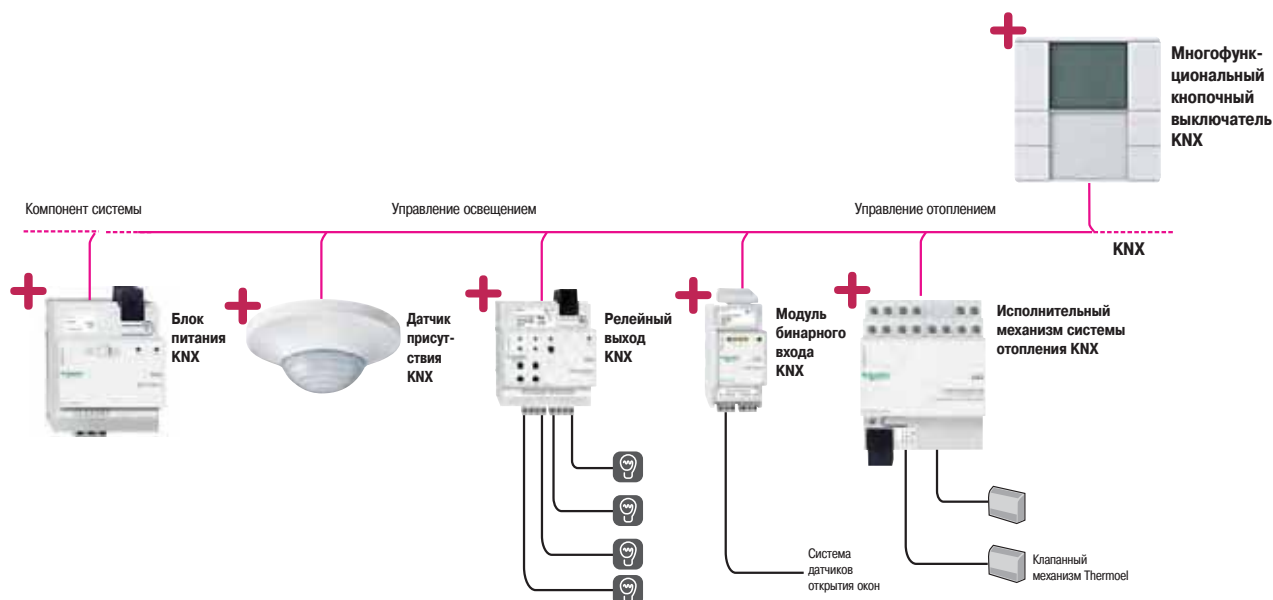 Многофунк-
циональный
кнопочный
выключатель
KNX
Компонент системы
Управление освещением
Управление отоплением
KNX
Блок
питания
KNX
Датчик
присут-
ствия
KNX
Релейный
выход
KNX
Модуль
бинарного
входа
KNX
Исполнительный
механизм системы
отопления KNX
Система
датчиков
открытия окон
Клапанный
механизм Thermoel